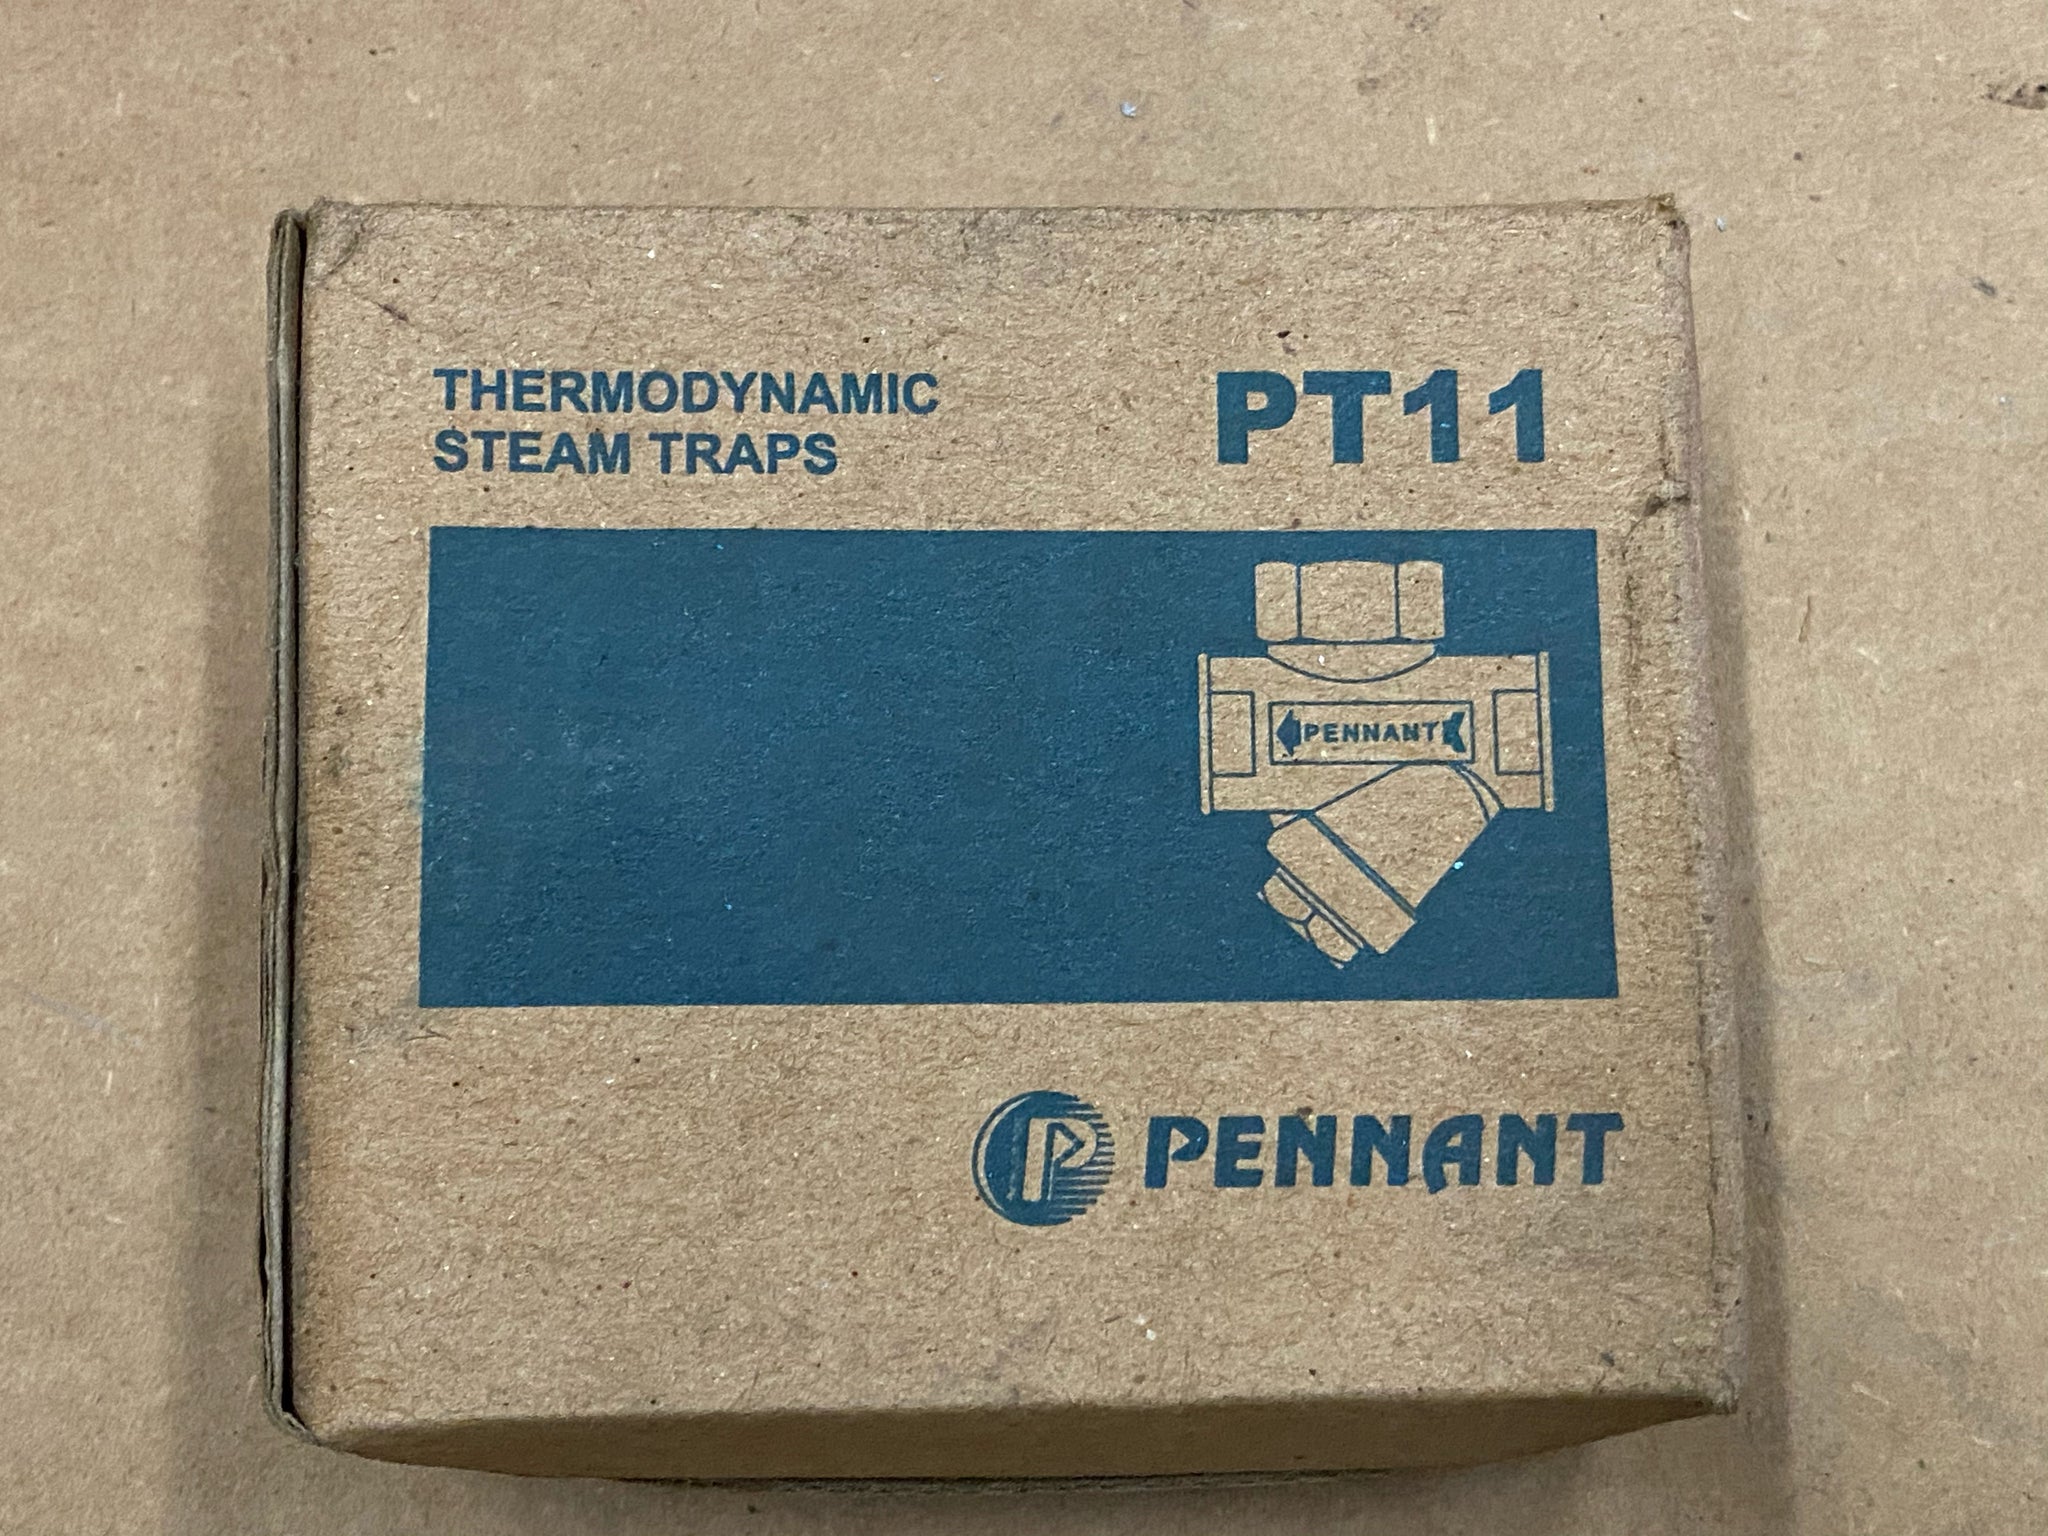 THERMODYNAMIC
STEAM TRAPS
PT11
PENNANT
P PENNANT